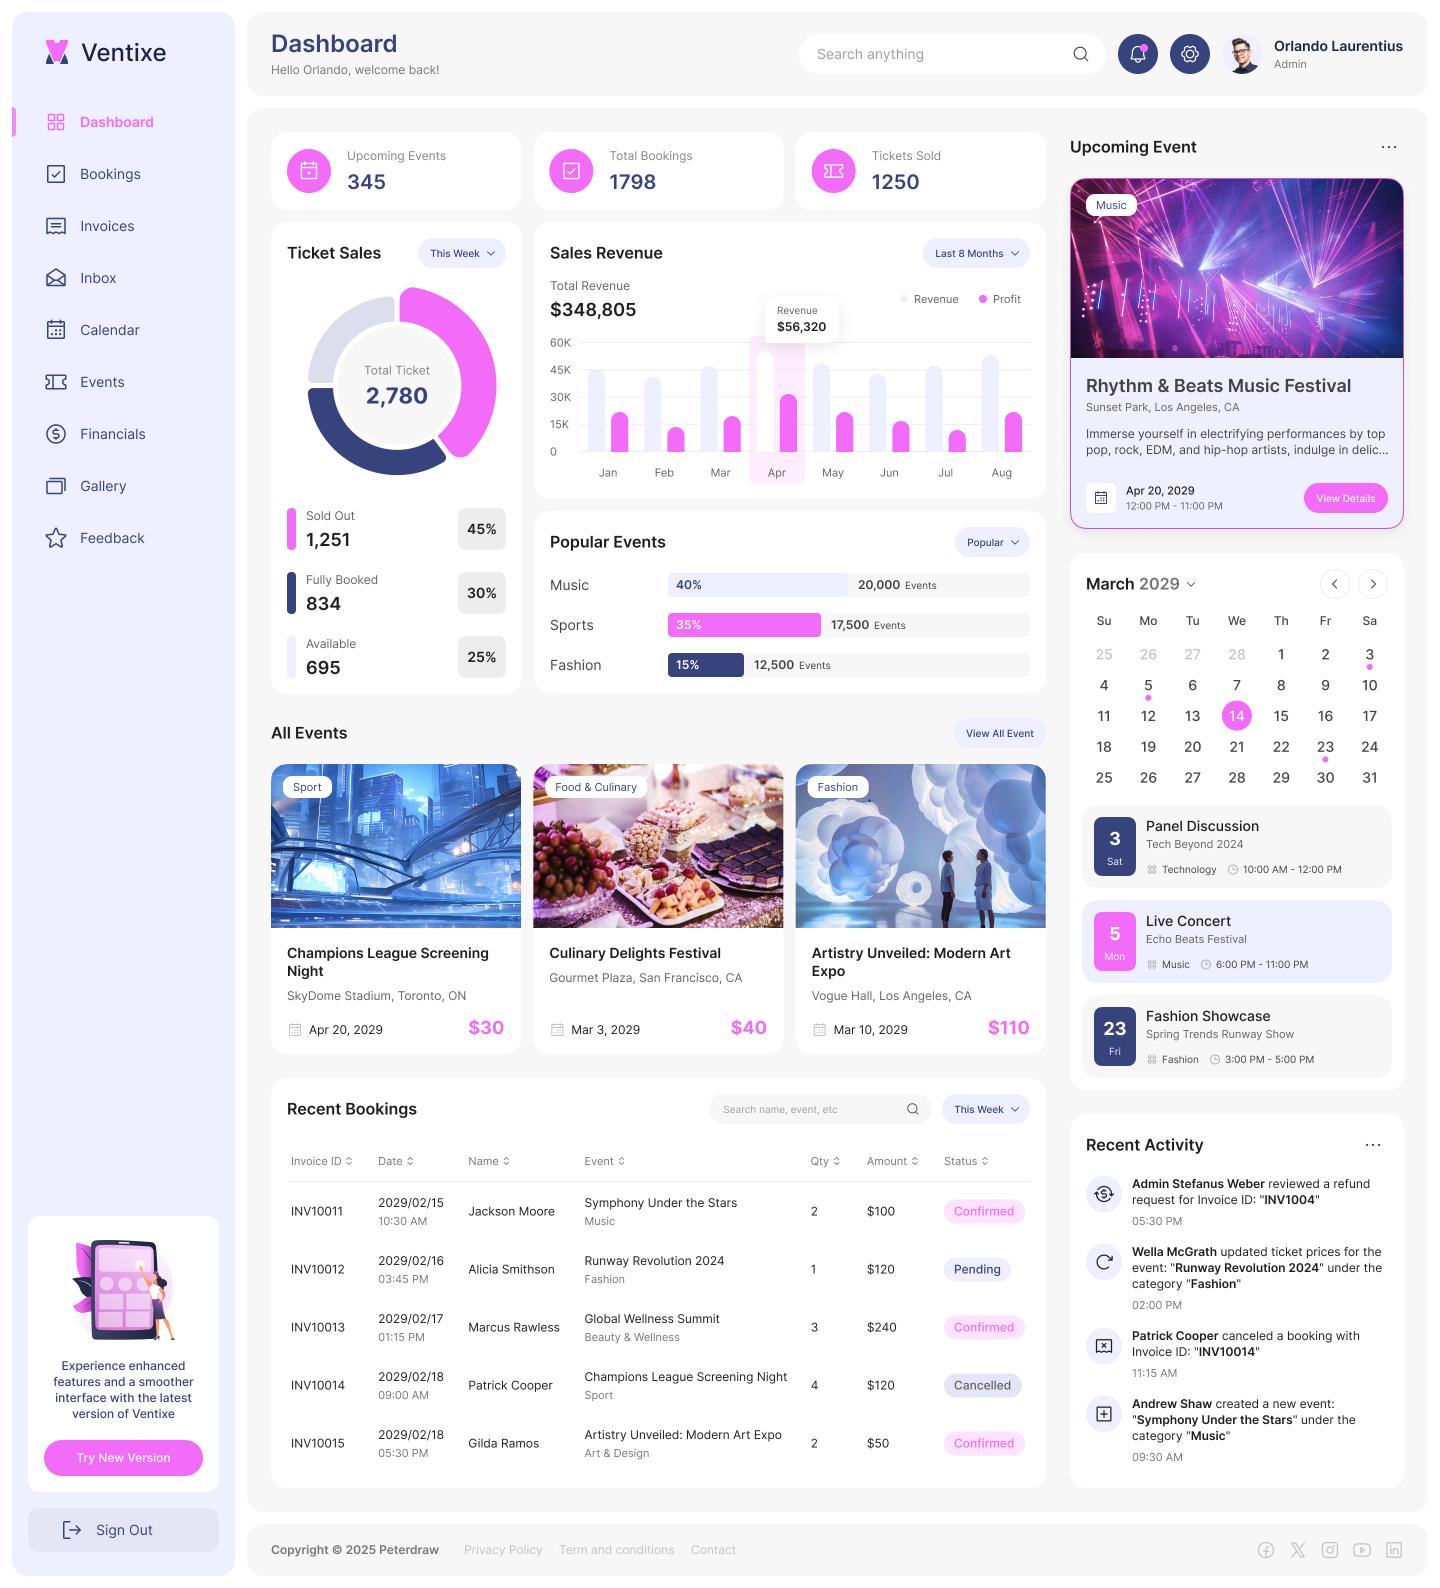 Ventixe
Dashboard
Bookings
Invoices
Inbox
Calendar
Events
Financials
Gallery
Feedback
Experience enhanced
features and a smoother
interface with the latest
version of Ventixe
Try New Version
Sign Out
Dashboard
Hello Orlando, welcome back!
Search anything
Orlando Laurentius
Admin
Upcoming Events
345
Total Bookings
1798
Tickets Sold
1250
Ticket Sales
This Week
Total Ticket
2,780
Sold Out
1,251
45%
Fully Booked
834
30%
Available
695
25%
Sales Revenue
Last 8 Months
Total Revenue
$348,805
Revenue
Profit
Revenue
$56,320
60K
45K
30K
15K
0
Jan Feb Mar Apr May Jun Jul Aug
Popular Events
Popular
Music 40% 20,000 Events
Sports 35% 17,500 Events
Fashion 15% 12,500 Events
All Events
View All Event
Sport
Champions League Screening
Night
SkyDome Stadium, Toronto, ON
Apr 20, 2029 $30
Food & Culinary
Culinary Delights Festival
Gourmet Plaza, San Francisco, CA
Mar 3, 2029 $40
Fashion
Artistry Unveiled: Modern Art
Expo
Vogue Hall, Los Angeles, CA
Mar 10, 2029 $110
Recent Bookings
Search name, event, etc
This Week
Invoice ID Date Name Event Qty Amount Status
INV10011 2029/02/15 10:30 AM Jackson Moore Symphony Under the Stars Music 2 $100 Confirmed
INV10012 2029/02/16 03:45 PM Alicia Smithson Runway Revolution 2024 Fashion 1 $120 Pending
INV10013 2029/02/17 01:15 PM Marcus Rawless Global Wellness Summit Beauty & Wellness 3 $240 Confirmed
INV10014 2029/02/18 09:00 AM Patrick Cooper Champions League Screening Night Sport 4 $120 Cancelled
INV10015 2029/02/18 05:30 PM Gilda Ramos Artistry Unveiled: Modern Art Expo Art & Design 2 $50 Confirmed
Upcoming Event
Music
Rhythm & Beats Music Festival
Sunset Park, Los Angeles, CA
Immerse yourself in electrifying performances by top
pop, rock, EDM, and hip-hop artists, indulge in delic...
Apr 20, 2029
12:00 PM - 11:00 PM
View Details
March 2029
Su Mo Tu We Th Fr Sa
25 26 27 28 1 2 3
4 5 6 7 8 9 10
11 12 13 14 15 16 17
18 19 20 21 22 23 24
25 26 27 28 29 30 31
3
Sat
Panel Discussion
Tech Beyond 2024
Technology 10:00 AM - 12:00 PM
5
Mon
Live Concert
Echo Beats Festival
Music 6:00 PM - 11:00 PM
23
Fri
Fashion Showcase
Spring Trends Runway Show
Fashion 3:00 PM - 5:00 PM
Recent Activity
Admin Stefanus Weber reviewed a refund
request for Invoice ID: "INV1004"
05:30 PM
Wella McGrath updated ticket prices for the
event: "Runway Revolution 2024" under the
category "Fashion"
02:00 PM
Patrick Cooper canceled a booking with
Invoice ID: "INV10014"
11:15 AM
Andrew Shaw created a new event:
"Symphony Under the Stars" under the
category "Music"
09:30 AM
Copyright © 2025 Peterdraw
Privacy Policy
Term and conditions
Contact